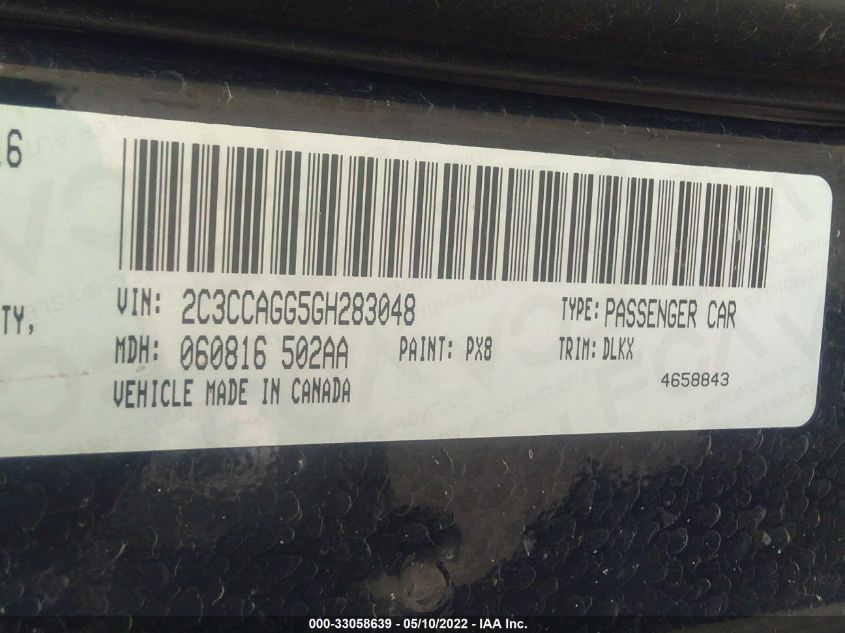 .6
TY,
VIN: 2C3CCAGG5GH283048 TYPE: PASSENGER CAR
MDH: 060816 502AA PAINT: PX8 TRIM: DLKX
VEHICLE MADE IN CANADA 4658843
000-33058639 - 05/10/2022 - IAA Inc.